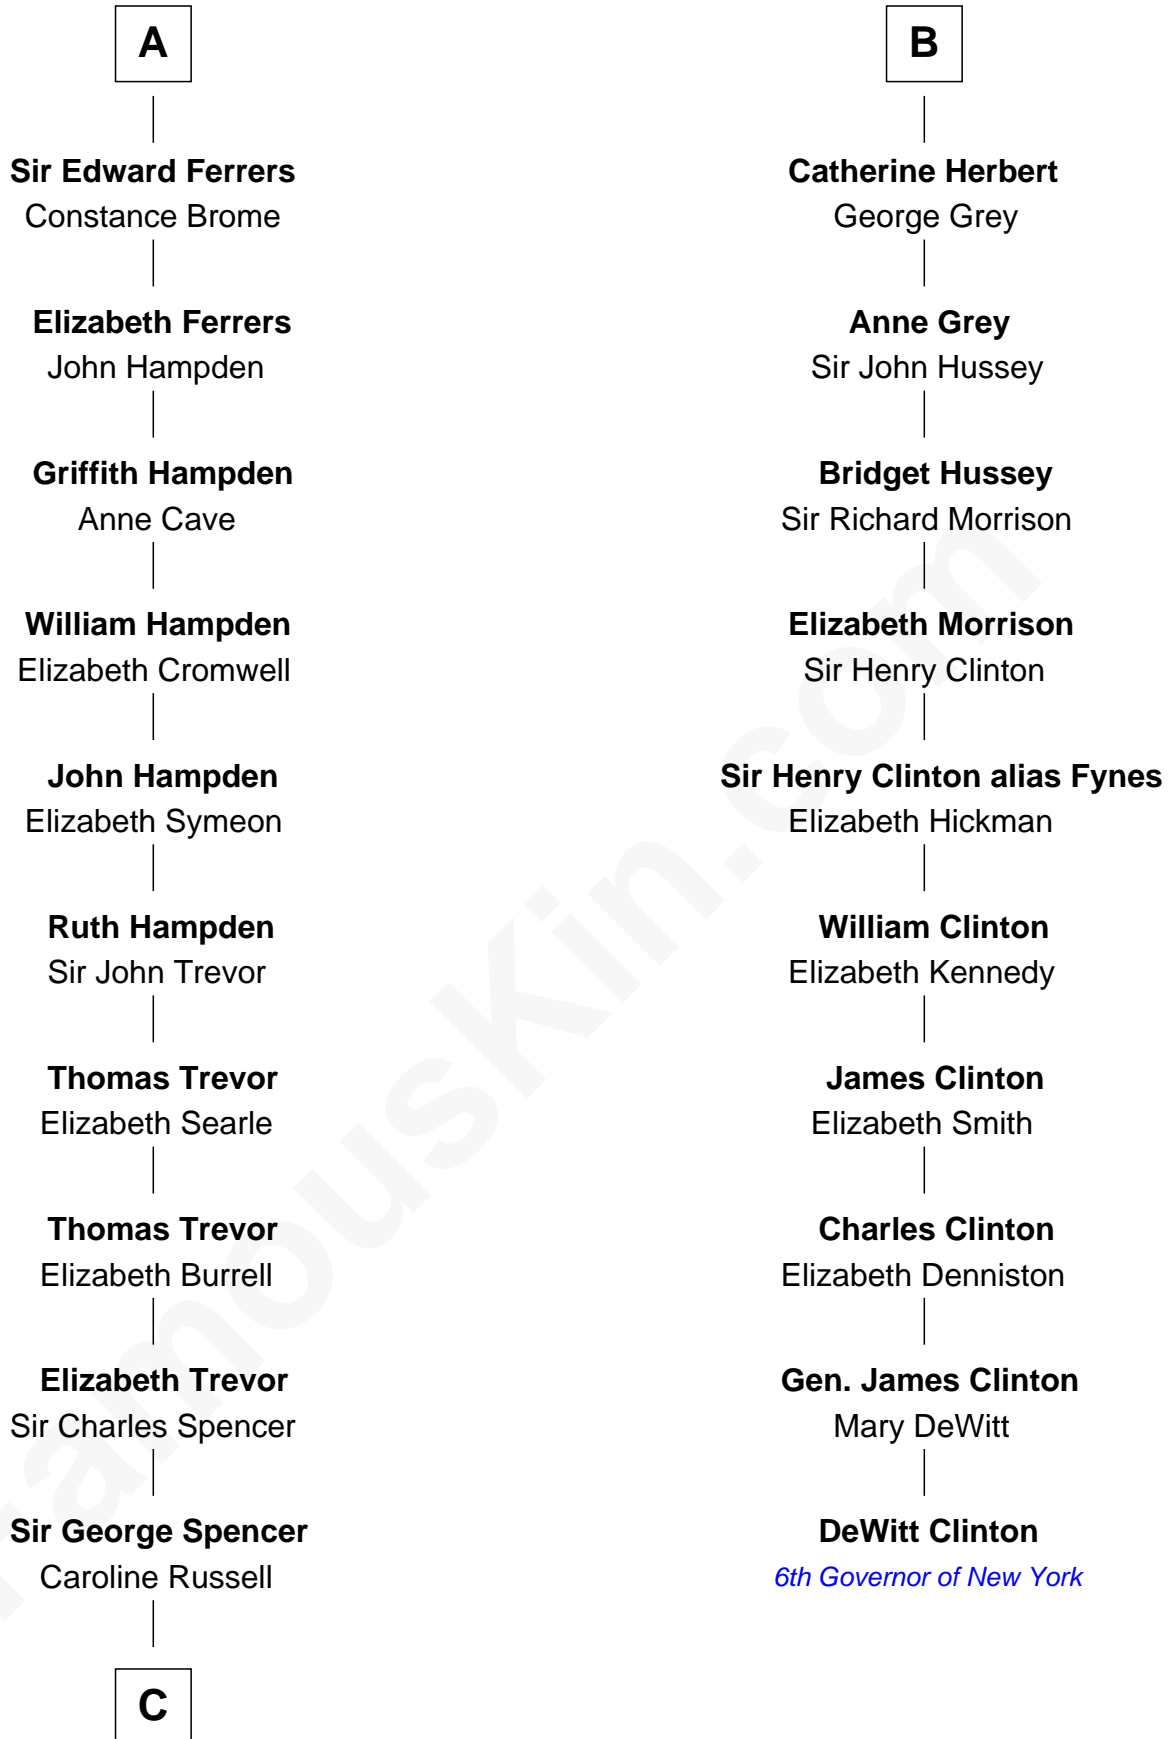 A
Sir Edward Ferrers
Constance Brome
Elizabeth Ferrers
John Hampden
Griffith Hampden
Anne Cave
William Hampden
Elizabeth Cromwell
John Hampden
Elizabeth Symeon
Ruth Hampden
Sir John Trevor
Thomas Trevor
Elizabeth Searle
Thomas Trevor
Elizabeth Burrell
Elizabeth Trevor
Sir Charles Spencer
Sir George Spencer
Caroline Russell
C
B
Catherine Herbert
George Grey
Anne Grey
Sir John Hussey
Bridget Hussey
Sir Richard Morrison
Elizabeth Morrison
Sir Henry Clinton
Sir Henry Clinton alias Fynes
Elizabeth Hickman
William Clinton
Elizabeth Kennedy
James Clinton
Elizabeth Smith
Charles Clinton
Elizabeth Denniston
Gen. James Clinton
Mary DeWitt
DeWitt Clinton
6th Governor of New York
FamousKin.com